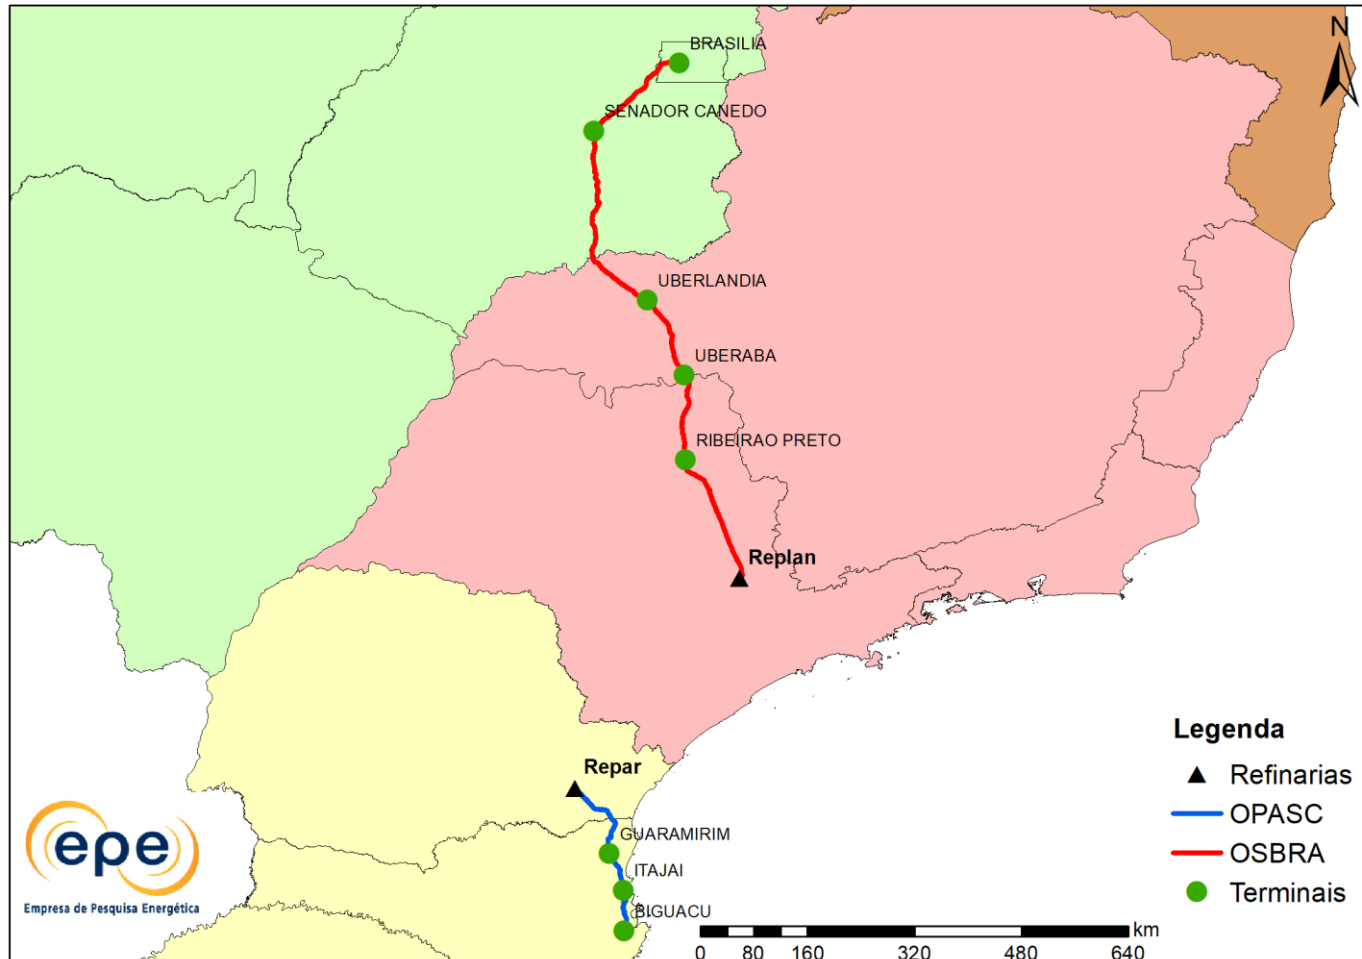 N
BRASILIA
SENADOR CANEDO
UBERLANDIA
UBERABA
RIBEIRAO PRETO
Replan
Repar
GUARAMIRIM
ITAJAI
BIGUACU
Legenda
Refinarias
OPASC
OSBRA
Terminais
epe
Empresa de Pesquisa Energética
km
0 80 160 320 480 640